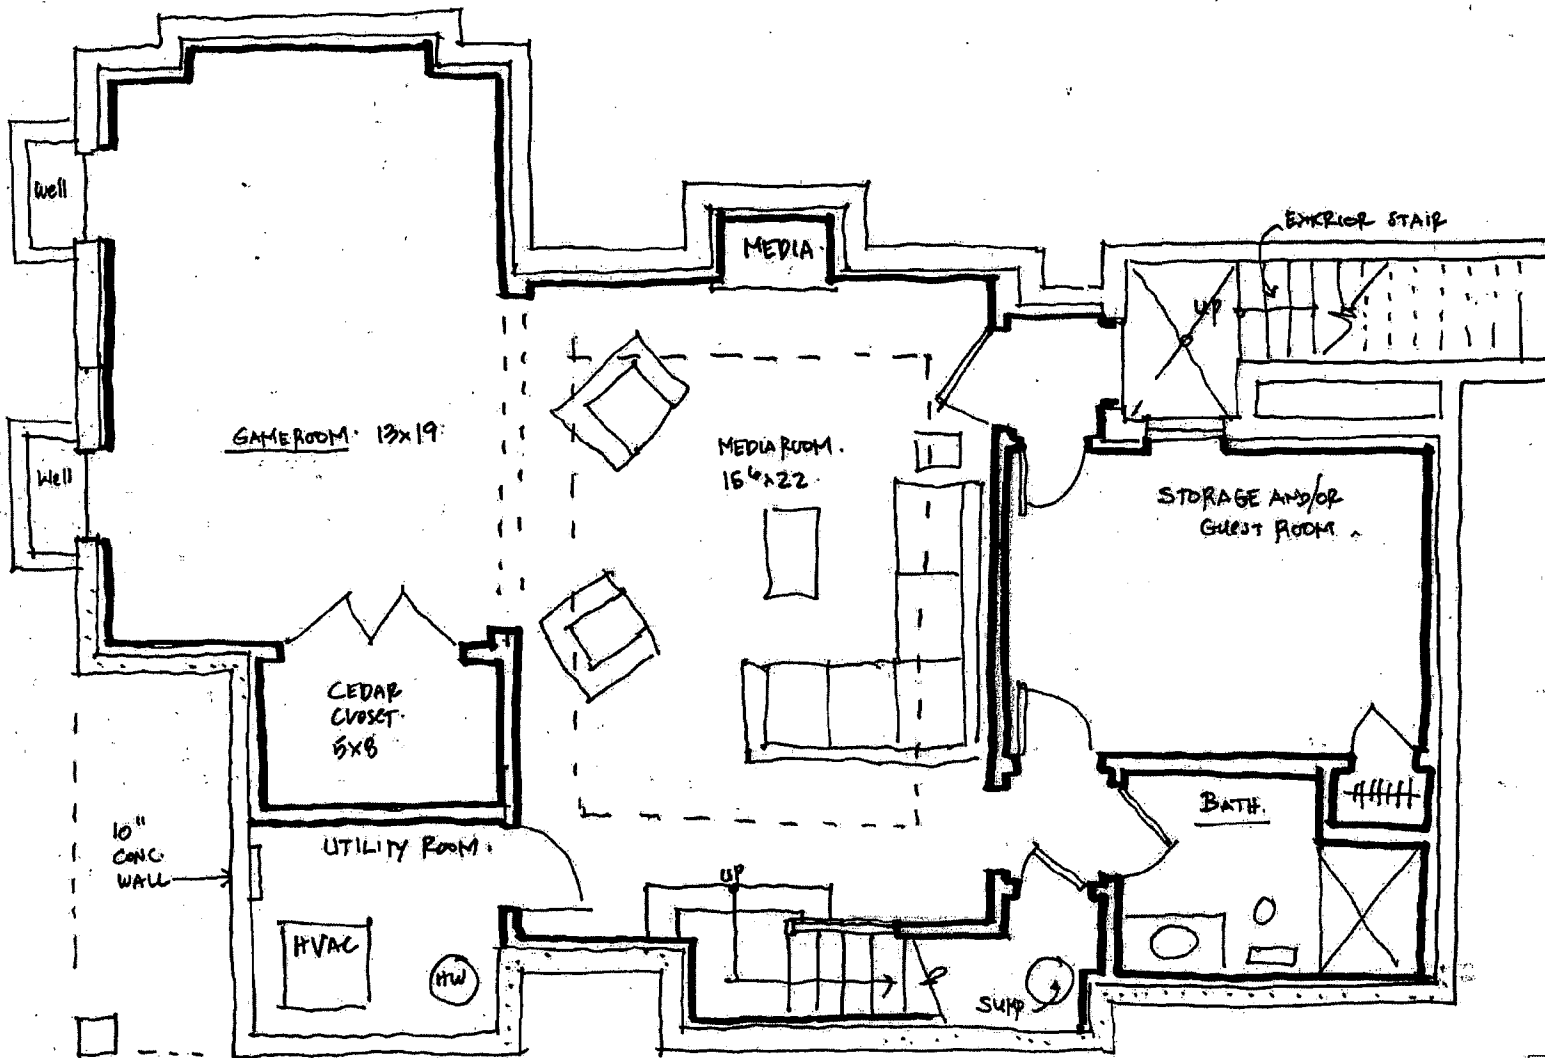 Well
MEDIA.
EXTERIOR STAIR
UP
GAMEROOM. 13x19.
MEDIA ROOM.
15⁶x22.
Well
STORAGE AND/OR
GUEST ROOM.
CEDAR
CLOSET.
5x8
BATH.
10"
CONC.
WALL
UTILITY ROOM.
UP
HVAC
HW
SUMP